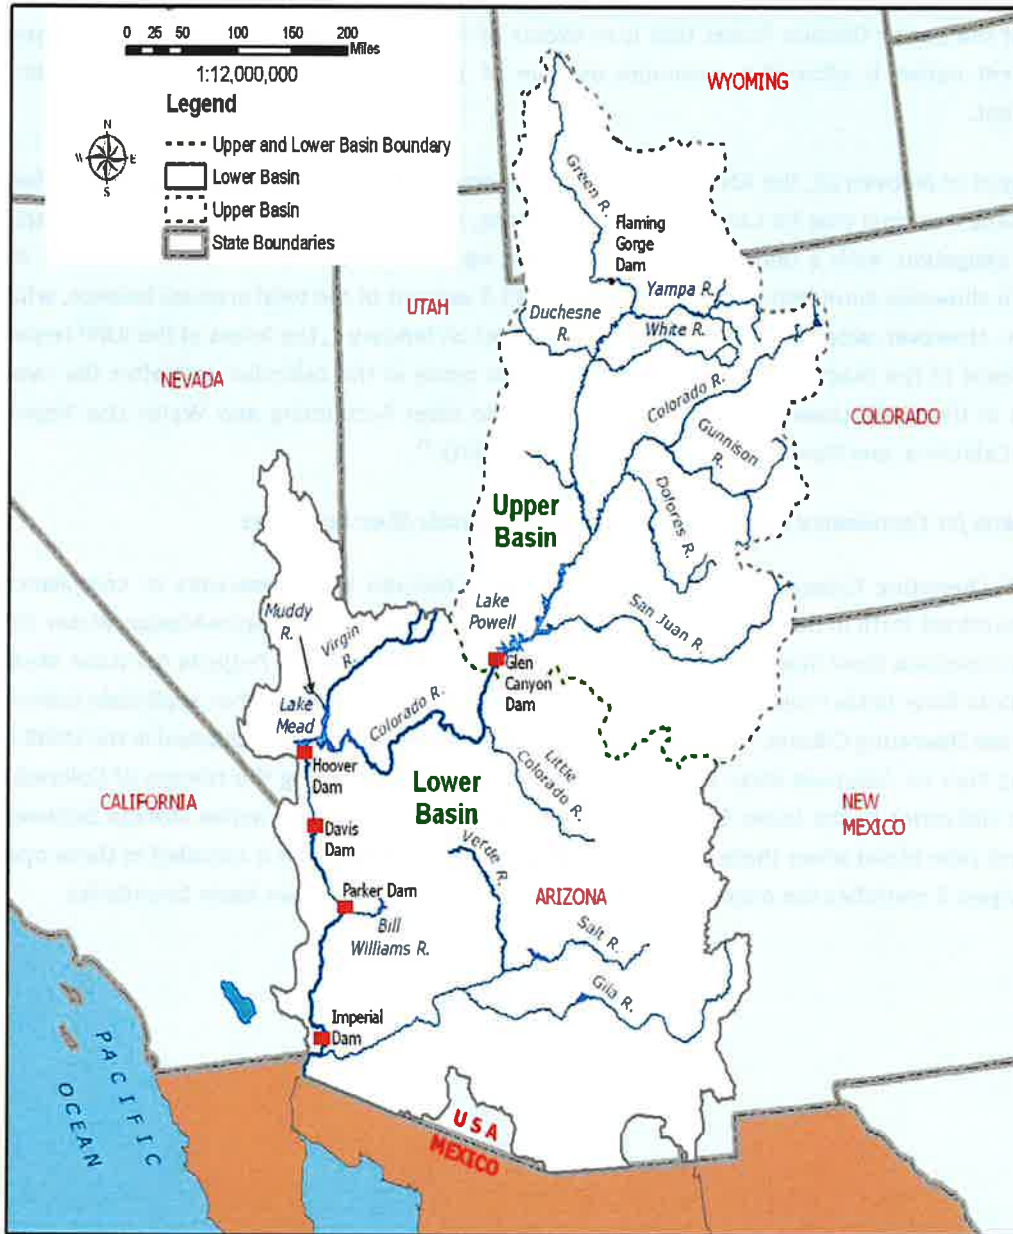 0 25 50 100 150 200
Miles
1:12,000,000
Legend
Upper and Lower Basin Boundary
Lower Basin
Upper Basin
State Boundaries
N
W E
S
WYOMING
Green R.
Flaming
Gorge
Dam
UTAH
Yampa R.
Duchesne
R.
White R.
NEVADA
Colorado R.
COLORADO
Gunnison
R.
Dolores R.
Upper
Basin
Lake
Powell
San Juan R.
Muddy
R.
Virgin
R.
Glen
Canyon
Dam
Lake
Mead
Colorado R.
Hoover
Dam
Little
Colorado R.
CALIFORNIA
Lower
Basin
NEW
MEXICO
Davis
Dam
Verde R.
Parker Dam
ARIZONA
Bill
Williams R.
Salt R.
Gila R.
Imperial
Dam
PACIFIC
OCEAN
USA
MEXICO